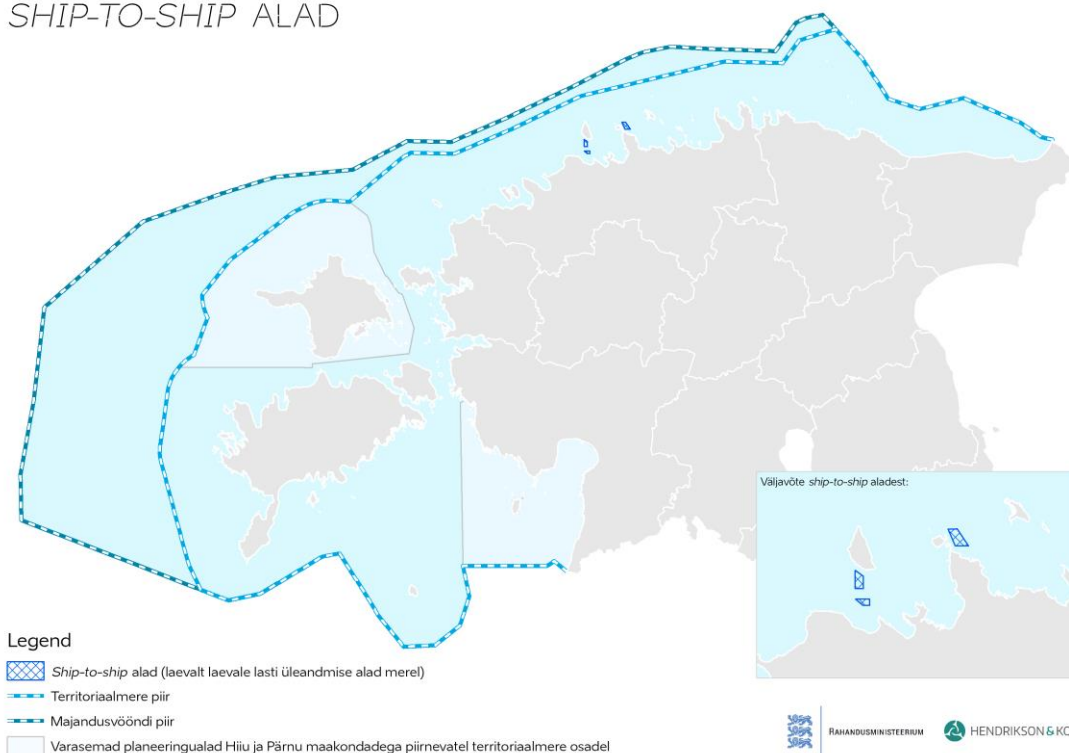 SHIP-TO-SHIP ALAD
Väljavõte ship-to-ship aladest:
Legend
Ship-to-ship alad (laevalt laevale lasti üleandmise alad merel)
Territoriaalmere piir
Majandusvööndi piir
Varasemad planeeringualad Hiiu ja Pärnu maakondadega piirnevatel territoriaalmere osadel
RAHANDUSMINISTEERIUM
HENDRIKSON & KO